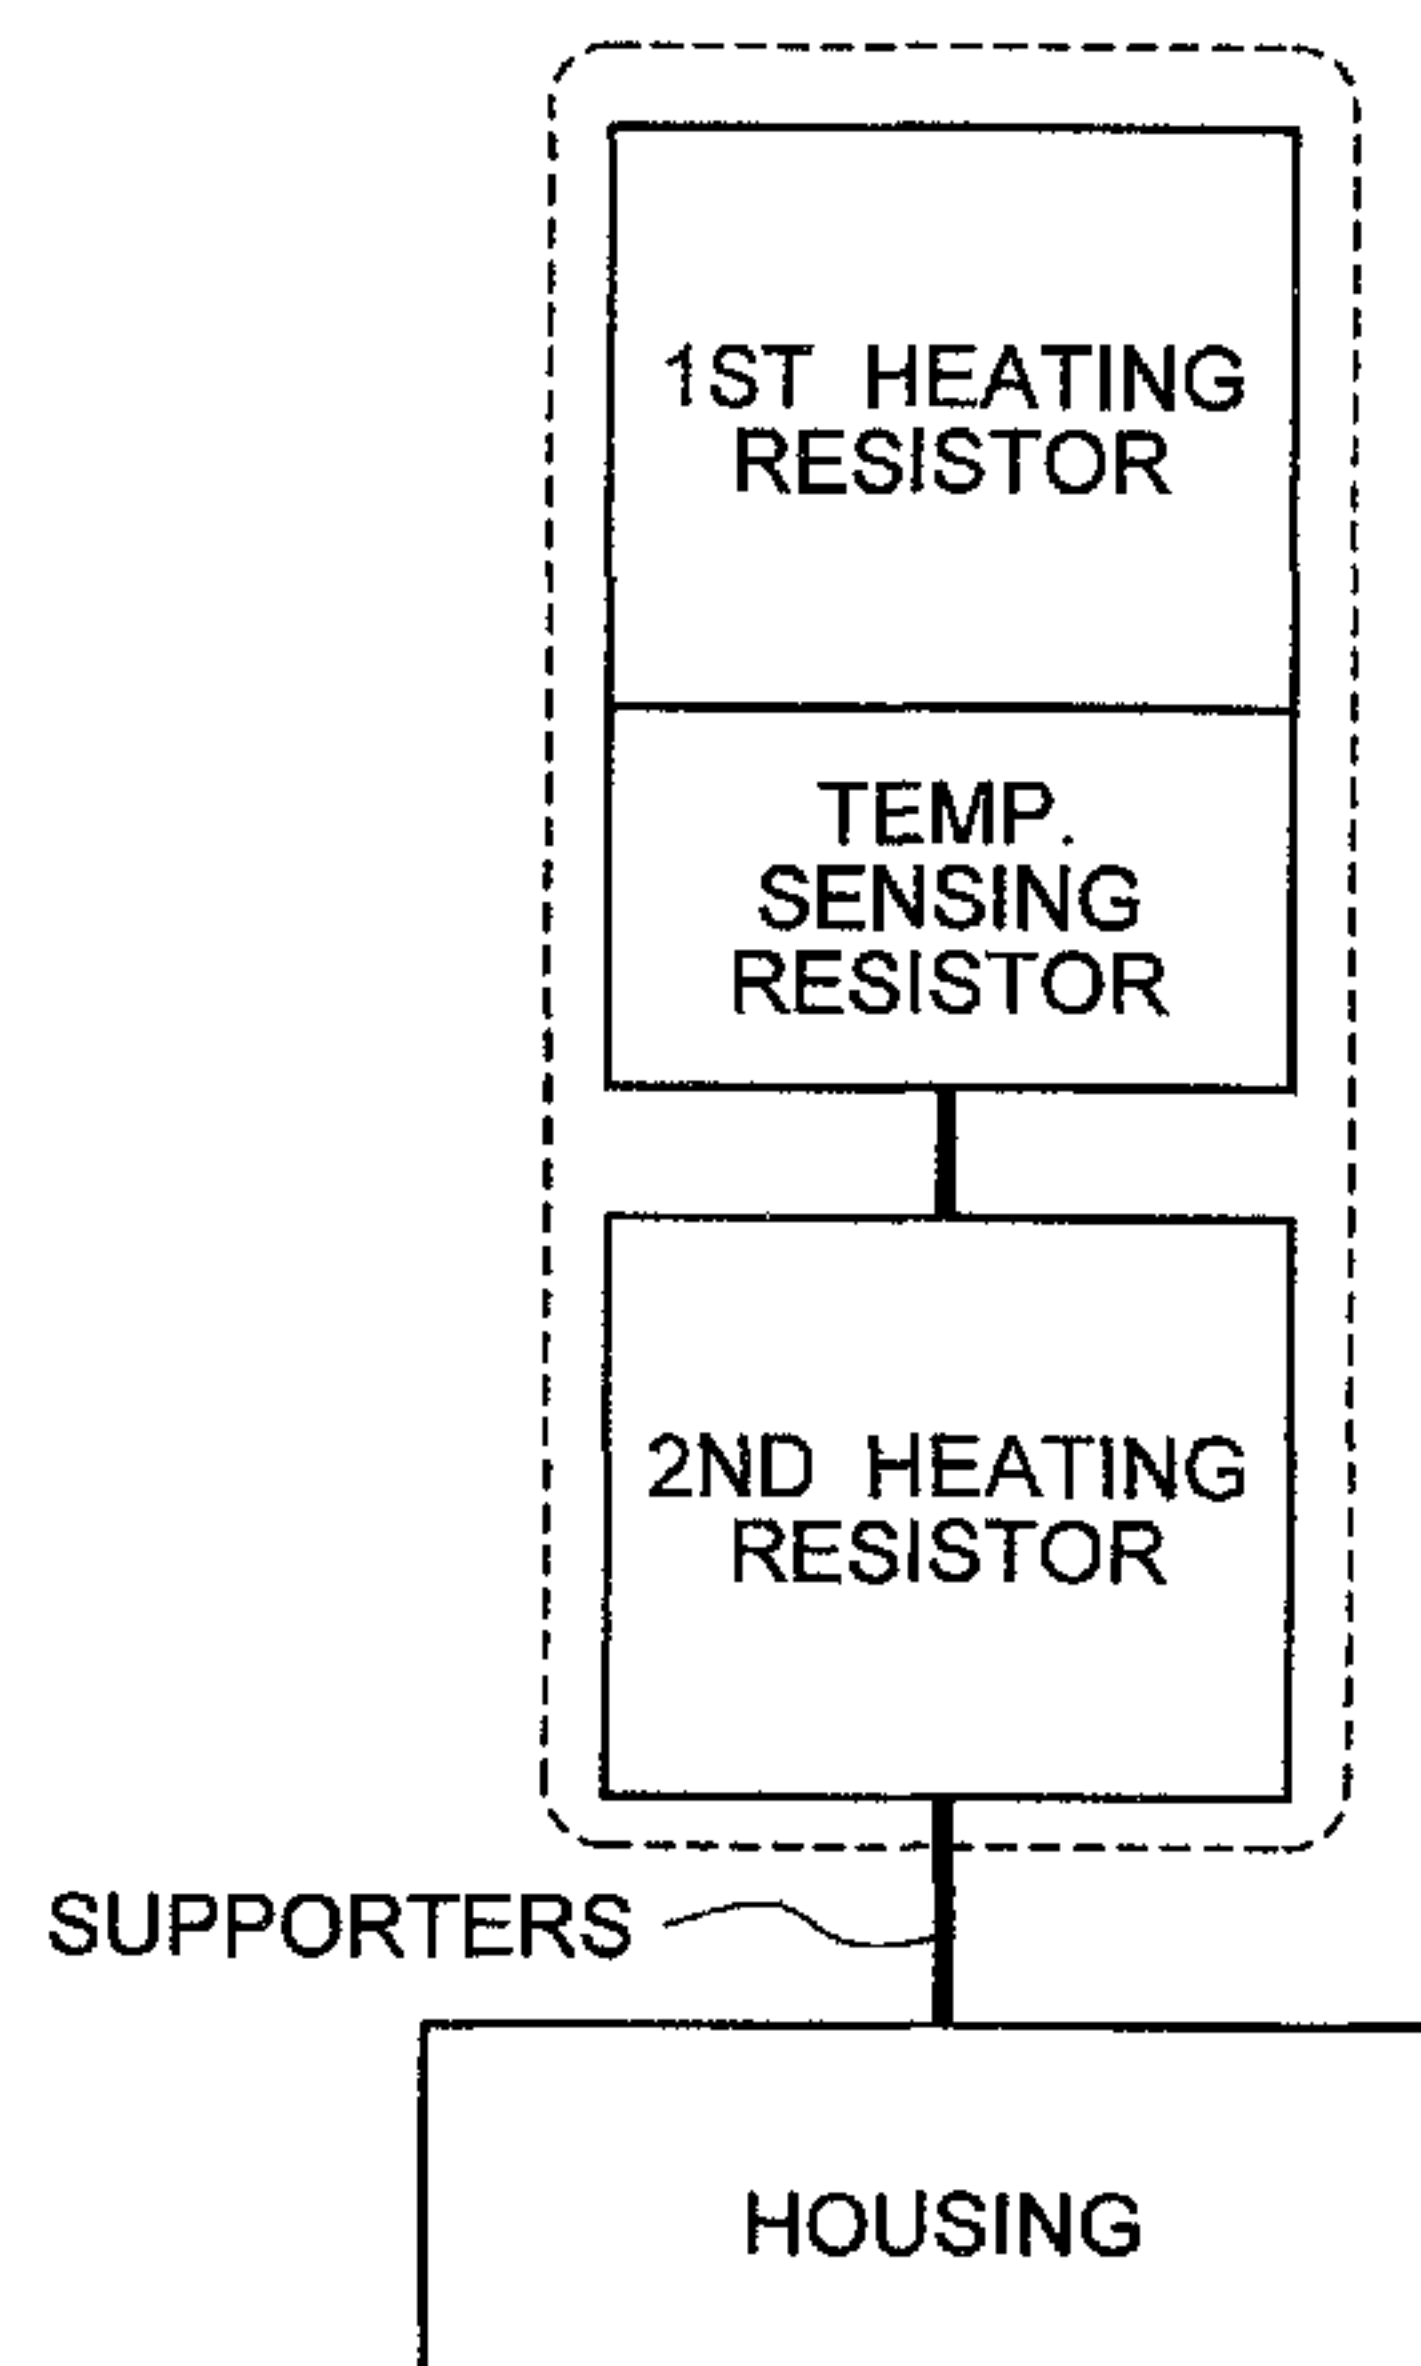 1ST HEATING
RESISTOR
TEMP.
SENSING
RESISTOR
2ND HEATING
RESISTOR
SUPPORTERS
HOUSING